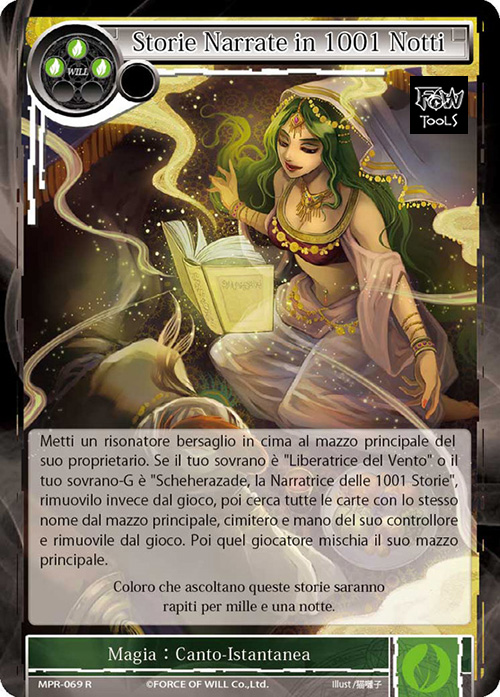 Storie Narrate in 1001 Notti
WILL
FOW
TOOLS
Metti un risonatore bersaglio in cima al mazzo principale del
suo proprietario. Se il tuo sovrano è "Liberatrice del Vento" o il
tuo sovrano-G è "Scheherazade, la Narratrice delle 1001 Storie",
rimuovilo invece dal gioco, poi cerca tutte le carte con lo stesso
nome dal mazzo principale, cimitero e mano del suo controllore
e rimuovile dal gioco. Poi quel giocatore mischia il suo mazzo
principale.
Coloro che ascoltano queste storie saranno
rapiti per mille e una notte.
Magia : Canto-Istantanea
MPR-069 R ©FORCE OF WILL Co.,Ltd. Illust/猫囃子